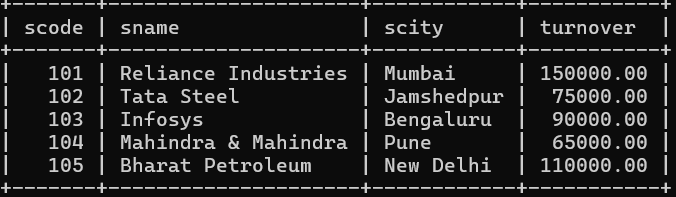 +-------+---------------------+-----------+-----------+
| scode | sname               | scity     | turnover  |
+-------+---------------------+-----------+-----------+
|   101 | Reliance Industries | Mumbai    | 150000.00 |
|   102 | Tata Steel          | Jamshedpur |  75000.00 |
|   103 | Infosys             | Bengaluru |  90000.00 |
|   104 | Mahindra & Mahindra | Pune      |  65000.00 |
|   105 | Bharat Petroleum    | New Delhi | 110000.00 |
+-------+---------------------+-----------+-----------+